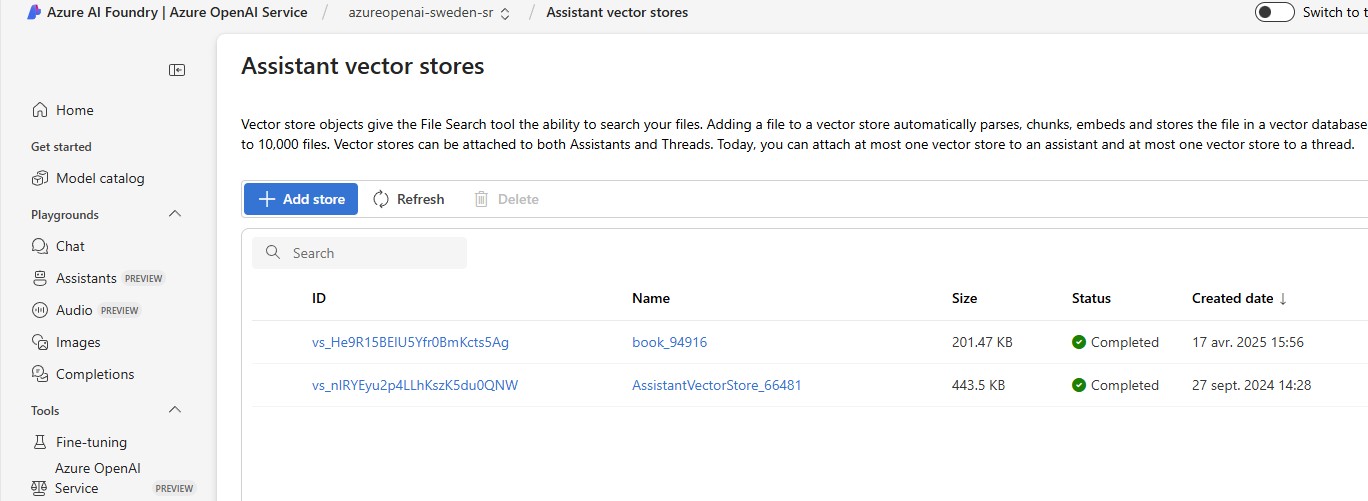 Azure AI Foundry | Azure OpenAI Service / azureopenai-sweden-sr / Assistant vector stores
Switch to t
Home
Get started
Model catalog
Playgrounds
Chat
Assistants PREVIEW
Audio PREVIEW
Images
Completions
Tools
Fine-tuning
Azure OpenAI
Service PREVIEW
Assistant vector stores
Vector store objects give the File Search tool the ability to search your files. Adding a file to a vector store automatically parses, chunks, embeds and stores the file in a vector database
to 10,000 files. Vector stores can be attached to both Assistants and Threads. Today, you can attach at most one vector store to an assistant and at most one vector store to a thread.
Add store Refresh Delete
Search
ID Name Size Status Created date ↓
vs_He9R15BEIU5Yfr0BmKcts5Ag book_94916 201.47 KB Completed 17 avr. 2025 15:56
vs_nIRYEyu2p4LLhKszK5du0QNW AssistantVectorStore_66481 443.5 KB Completed 27 sept. 2024 14:28